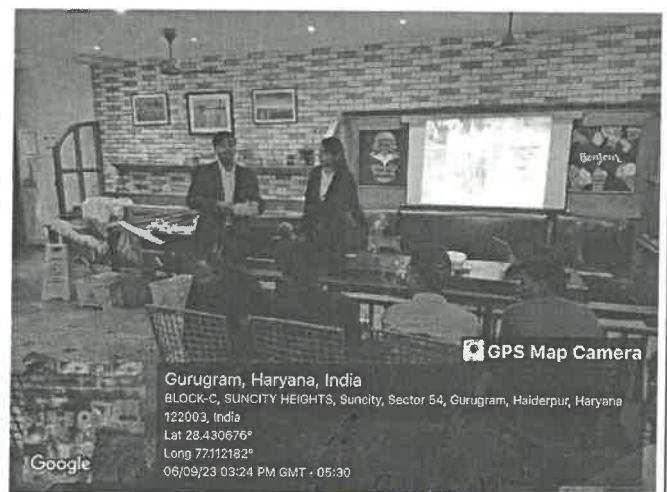 Bonjour
GPS Map Camera
Gurugram, Haryana, India
BLOCK-C, SUNCITY HEIGHTS, Suncity, Sector 54, Gurugram, Haiderpur, Haryana
122003, India
Lat 28.430676°
Long 77.112182°
06/09/23 03:24 PM GMT + 05:30
Google